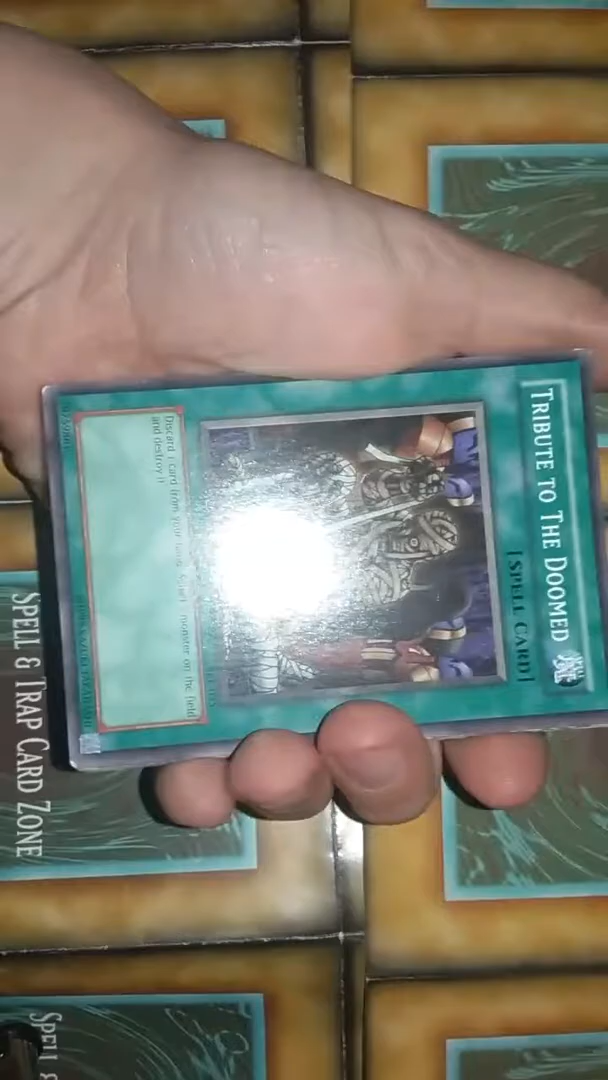 TRIBUTE TO THE DOOMED
[SPELL CARD]
Discard 1 card from your hand. Select 1 monster on the field
and destroy it.
SPELL & TRAP CARD ZONE
SPELL &